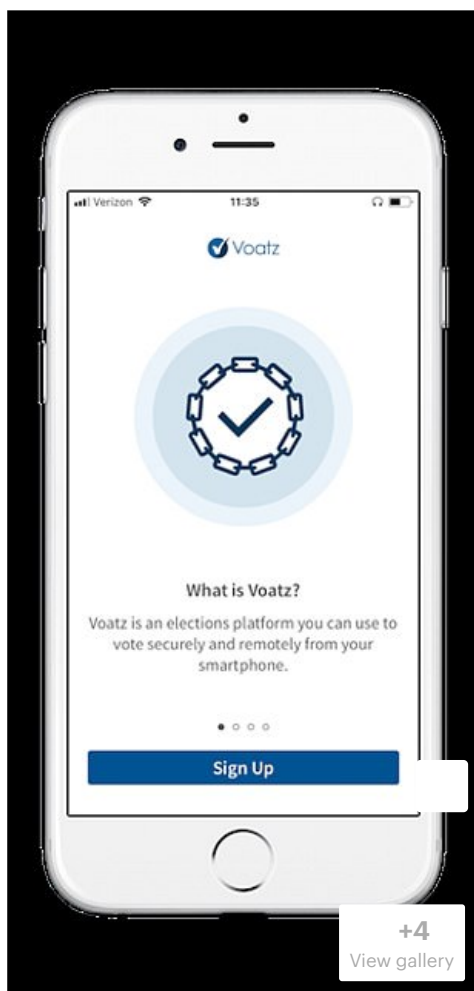 Verizon 11:35
Voatz
What is Voatz?
Voatz is an elections platform you can use to
vote securely and remotely from your
smartphone.
Sign Up
+4
View gallery